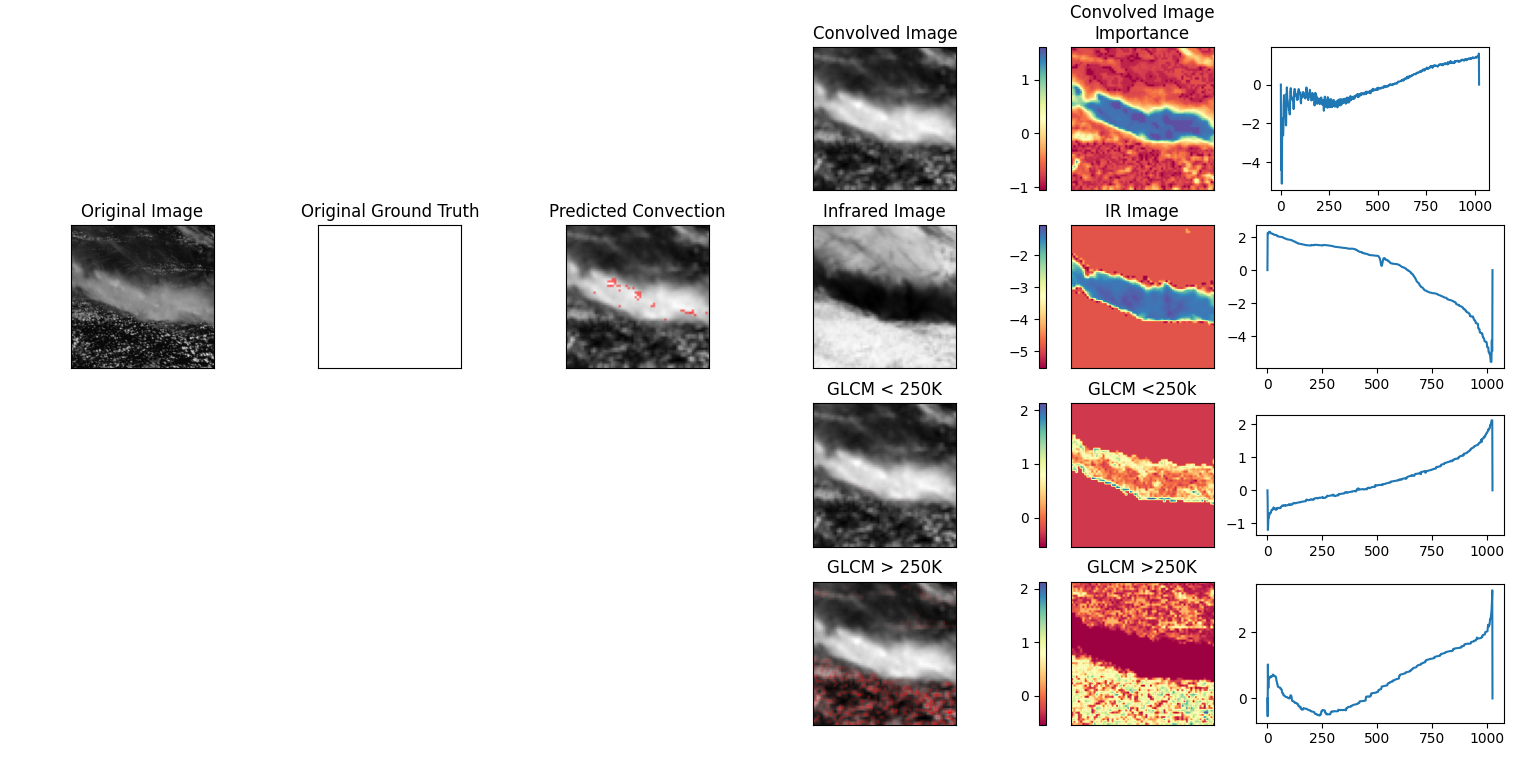 Original Image
Original Ground Truth
Predicted Convection
Convolved Image
Convolved Image
Importance
1
0
−1
0
−2
−4
0 250 500 750 1000
Infrared Image
IR Image
−2
−3
−4
−5
2
0
−2
−4
0 250 500 750 1000
GLCM < 250K
GLCM <250k
2
1
0
2
1
0
−1
0 250 500 750 1000
GLCM > 250K
GLCM >250K
2
1
0
2
0
0 250 500 750 1000